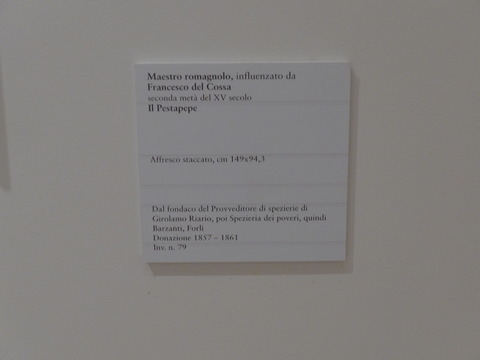 Maestro romagnolo, influenzato da
Francesco del Cossa
seconda metà del XV secolo
Il Pestapepe
Affresco staccato, cm 149x94,3
Dal fondaco del Provveditore di spezierie di
Girolamo Riario, poi Spezieria dei poveri, quindi
Barzanti, Forlì
Donazione 1857 – 1861
Inv. n. 79